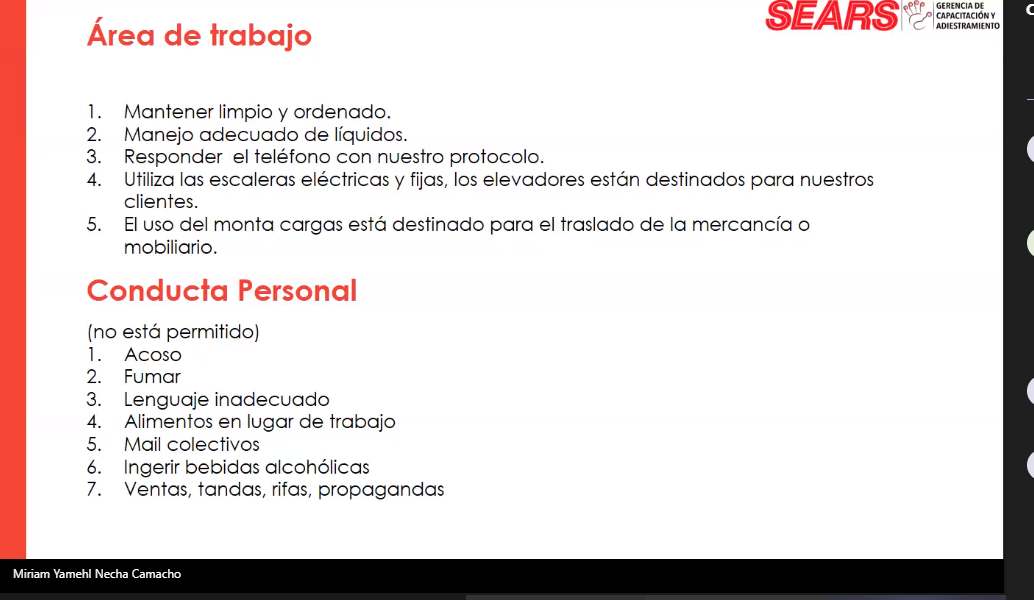 Área de trabajo
SEARS
GERENCIA DE
CAPACITACIÓN Y
ADIESTRAMIENTO
1. Mantener limpio y ordenado.
2. Manejo adecuado de líquidos.
3. Responder el teléfono con nuestro protocolo.
4. Utiliza las escaleras eléctricas y fijas, los elevadores están destinados para nuestros
clientes.
5. El uso del monta cargas está destinado para el traslado de la mercancía o
mobiliario.
Conducta Personal
(no está permitido)
1. Acoso
2. Fumar
3. Lenguaje inadecuado
4. Alimentos en lugar de trabajo
5. Mail colectivos
6. Ingerir bebidas alcohólicas
7. Ventas, tandas, rifas, propagandas
Miriam Yamehl Necha Camacho